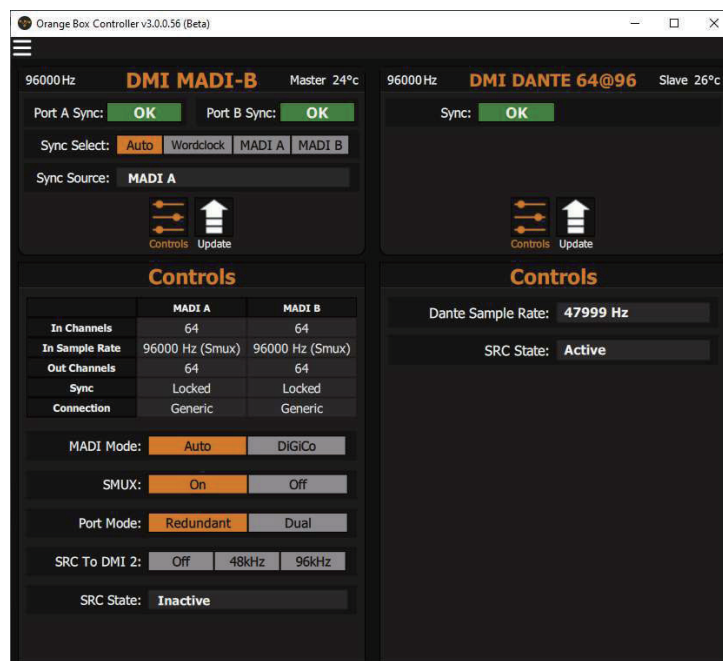 Orange Box Controller v3.0.0.56 (Beta)
96000 Hz DMI MADI-B Master 24°c
Port A Sync: OK Port B Sync: OK
Sync Select: Auto Wordclock MADI A MADI B
Sync Source: MADI A
Controls Update
96000 Hz DMI DANTE 64@96 Slave 26°c
Sync: OK
Controls Update
Controls
MADI A MADI B
In Channels 64 64
In Sample Rate 96000 Hz (Smux) 96000 Hz (Smux)
Out Channels 64 64
Sync Locked Locked
Connection Generic Generic
MADI Mode: Auto DiGiCo
SMUX: On Off
Port Mode: Redundant Dual
SRC To DMI 2: Off 48kHz 96kHz
SRC State: Inactive
Controls
Dante Sample Rate: 47999 Hz
SRC State: Active